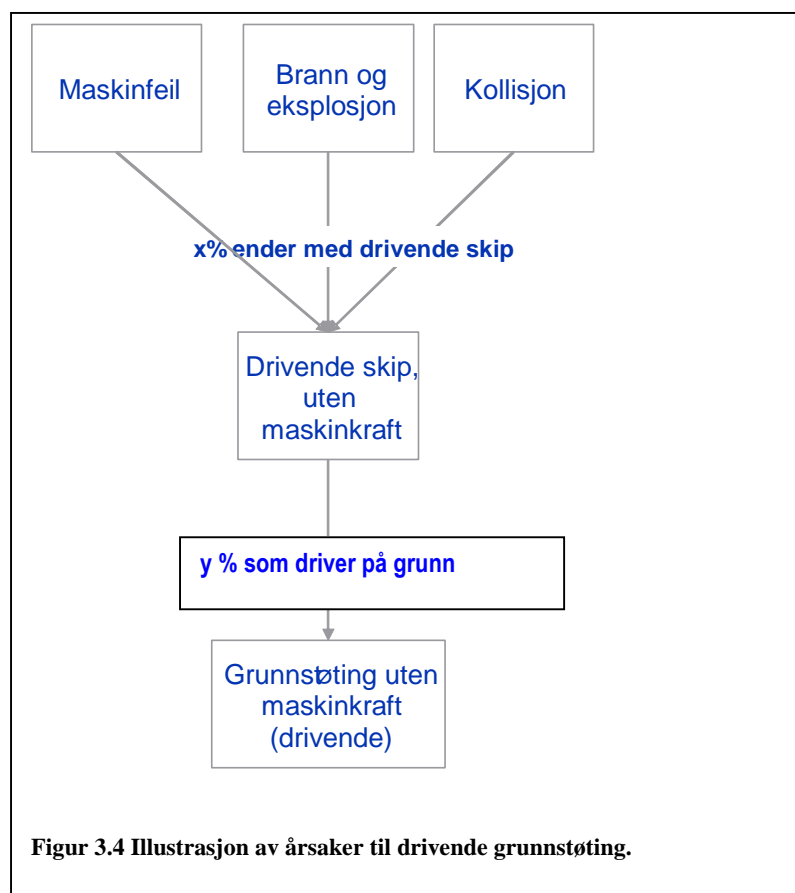 Maskinfeil
Brann og
eksplosjon
Kollisjon
x% ender med drivende skip
Drivende skip,
uten
maskinkraft
y % som driver på grunn
Grunnstøting uten
maskinkraft
(drivende)
Figur 3.4 Illustrasjon av årsaker til drivende grunnstøting.